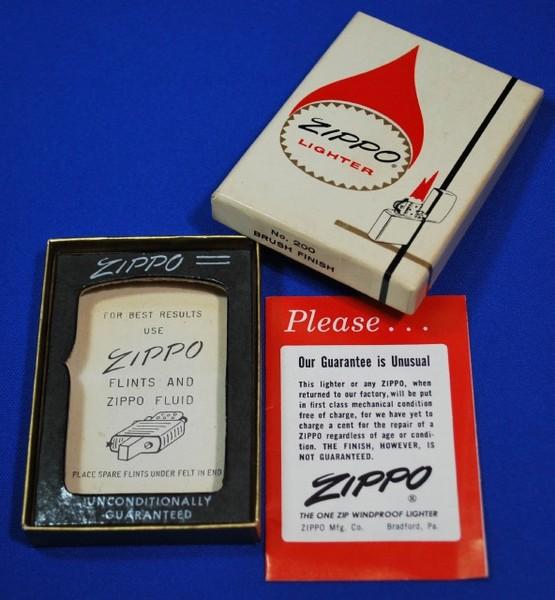 ZIPPO
LIGHTER
No. 200
BRUSH FINISH
ZIPPO
FOR BEST RESULTS
USE
ZIPPO
FLINTS AND
ZIPPO FLUID
PLACE SPARE FLINTS UNDER FELT IN END
UNCONDITIONALLY
GUARANTEED
Please...
Our Guarantee is Unusual
This lighter or any ZIPPO, when
returned to our factory, will be put
in first class mechanical condition
free of charge, for we have yet to
charge a cent for the repair of a
ZIPPO regardless of age or condi-
tion. THE FINISH, HOWEVER, IS
NOT GUARANTEED.
ZIPPO®
THE ONE ZIP WINDPROOF LIGHTER
ZIPPO Mfg. Co. Bradford, Pa.